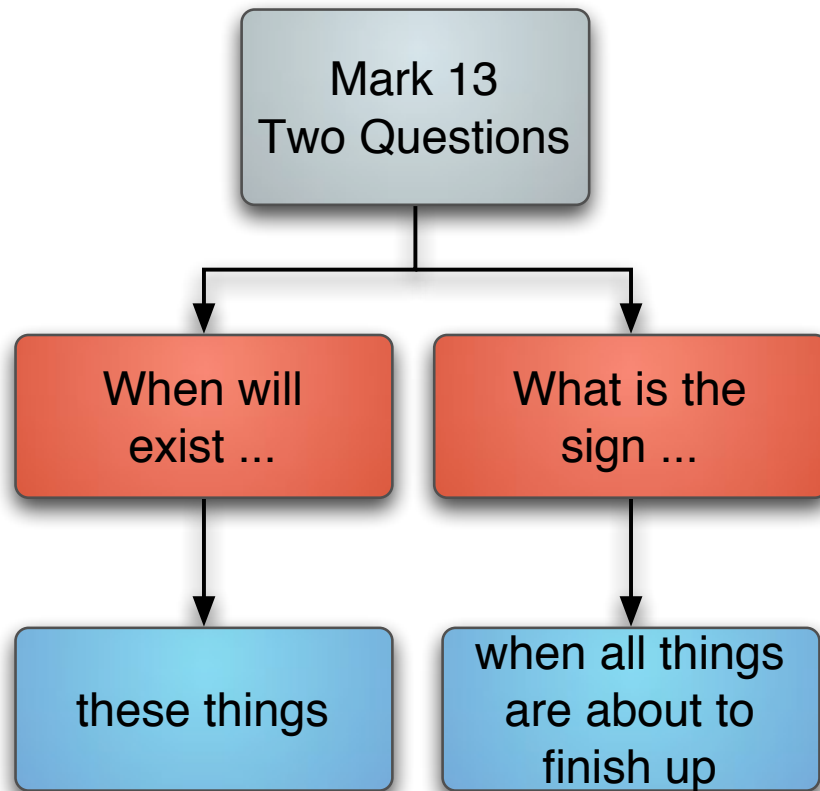 Mark 13
Two Questions
When will
exist ...
What is the
sign ...
these things
when all things
are about to
finish up